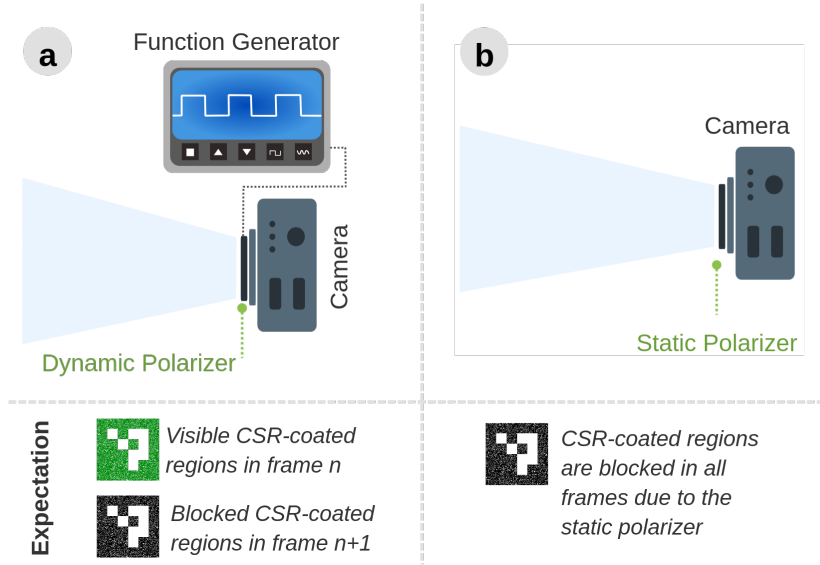 a
Function Generator
Camera
Dynamic Polarizer
b
Camera
Static Polarizer
Expectation
Visible CSR-coated
regions in frame n
Blocked CSR-coated
regions in frame n+1
CSR-coated regions
are blocked in all
frames due to the
static polarizer